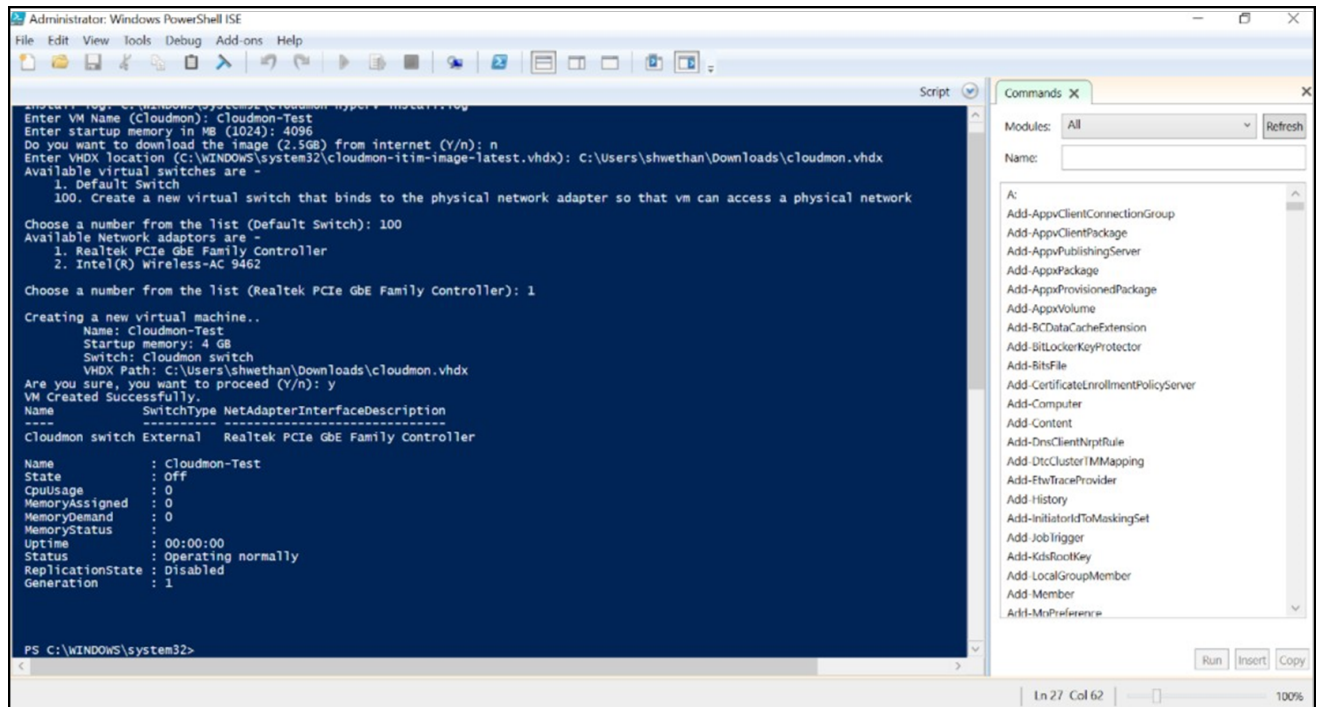 Administrator: Windows PowerShell ISE
File Edit View Tools Debug Add-ons Help
Script
Install log: C:\WINDOWS\system32\cloudmon-hyperv-install.log
Enter VM Name (Cloudmon): Cloudmon-Test
Enter startup memory in MB (1024): 4096
Do you want to download the image (2.5GB) from internet (Y/n): n
Enter VHDX location (C:\WINDOWS\system32\cloudmon-itim-image-latest.vhdx): C:\Users\shwethan\Downloads\cloudmon.vhdx
Available virtual switches are -
1. Default Switch
100. Create a new virtual switch that binds to the physical network adapter so that vm can access a physical network
Choose a number from the list (Default Switch): 100
Available Network adaptors are -
1. Realtek PCIe GbE Family Controller
2. Intel(R) Wireless-AC 9462
Choose a number from the list (Realtek PCIe GbE Family Controller): 1
Creating a new virtual machine..
Name: Cloudmon-Test
Startup memory: 4 GB
Switch: Cloudmon switch
VHDX Path: C:\Users\shwethan\Downloads\cloudmon.vhdx
Are you sure, you want to proceed (Y/n): y
VM Created Successfully.
Name SwitchType NetAdapterInterfaceDescription
---- ---------- ------------------------------
Cloudmon switch External Realtek PCIe GbE Family Controller
Name : Cloudmon-Test
State : Off
CpuUsage : 0
MemoryAssigned : 0
MemoryDemand : 0
MemoryStatus :
Uptime : 00:00:00
Status : Operating normally
ReplicationState : Disabled
Generation : 1
PS C:\WINDOWS\system32>
Commands X
Modules: All Refresh
Name:
A:
Add-AppvClientConnectionGroup
Add-AppvClientPackage
Add-AppvPublishingServer
Add-AppxPackage
Add-AppxProvisionedPackage
Add-AppxVolume
Add-BCDataCacheExtension
Add-BitLockerKeyProtector
Add-BitsFile
Add-CertificateEnrollmentPolicyServer
Add-Computer
Add-Content
Add-DnsClientNrptRule
Add-DtcClusterTMMapping
Add-EtwTraceProvider
Add-History
Add-InitiatorIdToMaskingSet
Add-JobTrigger
Add-KdsRootKey
Add-LocalGroupMember
Add-Member
Add-MpPreference
Run Insert Copy
Ln 27 Col 62 100%